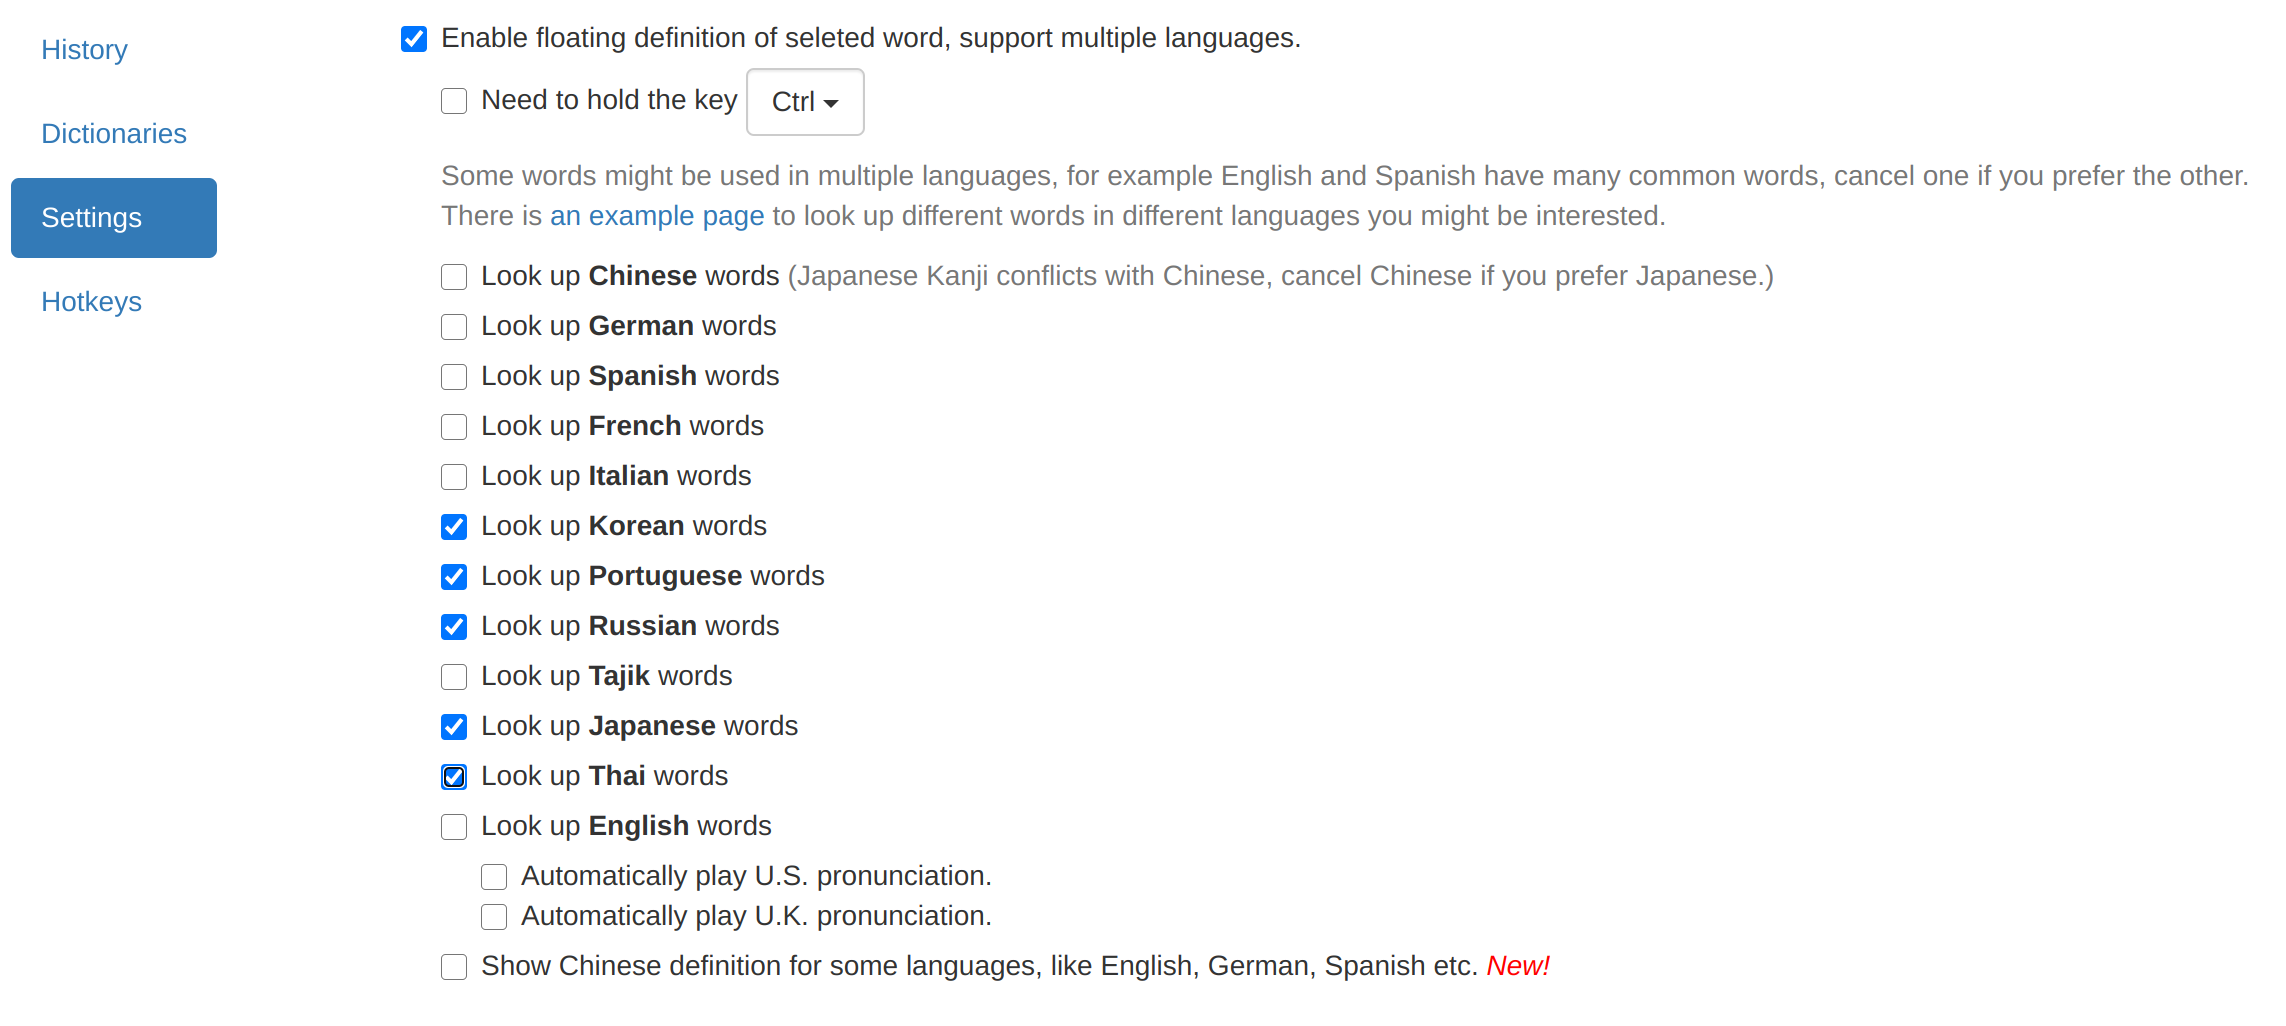 History
Dictionaries
Settings
Hotkeys
Enable floating definition of seleted word, support multiple languages.
Need to hold the key Ctrl
Some words might be used in multiple languages, for example English and Spanish have many common words, cancel one if you prefer the other.
There is an example page to look up different words in different languages you might be interested.
Look up Chinese words (Japanese Kanji conflicts with Chinese, cancel Chinese if you prefer Japanese.)
Look up German words
Look up Spanish words
Look up French words
Look up Italian words
Look up Korean words
Look up Portuguese words
Look up Russian words
Look up Tajik words
Look up Japanese words
Look up Thai words
Look up English words
Automatically play U.S. pronunciation.
Automatically play U.K. pronunciation.
Show Chinese definition for some languages, like English, German, Spanish etc. New!